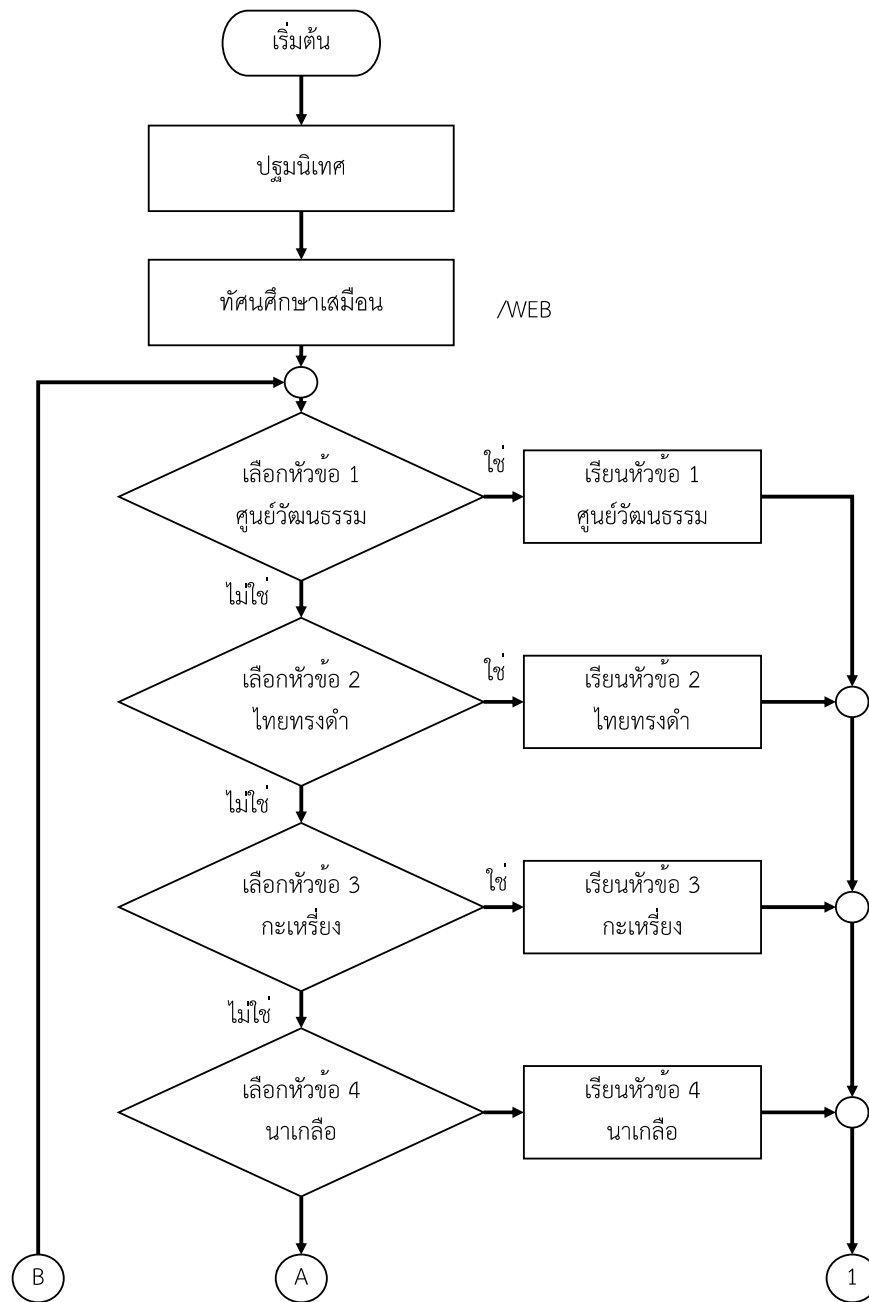 เริ่มต้น
ปฐมนิเทศ
ทัศนศึกษาเสมือน
/WEB
เลือกหัวข้อ 1
ศูนย์วัฒนธรรม
ใช่
เรียนหัวข้อ 1
ศูนย์วัฒนธรรม
ไม่ใช่
เลือกหัวข้อ 2
ไทยทรงดำ
ใช่
เรียนหัวข้อ 2
ไทยทรงดำ
ไม่ใช่
เลือกหัวข้อ 3
กะเหรี่ยง
ใช่
เรียนหัวข้อ 3
กะเหรี่ยง
ไม่ใช่
เลือกหัวข้อ 4
นาเกลือ
เรียนหัวข้อ 4
นาเกลือ
B
A
1